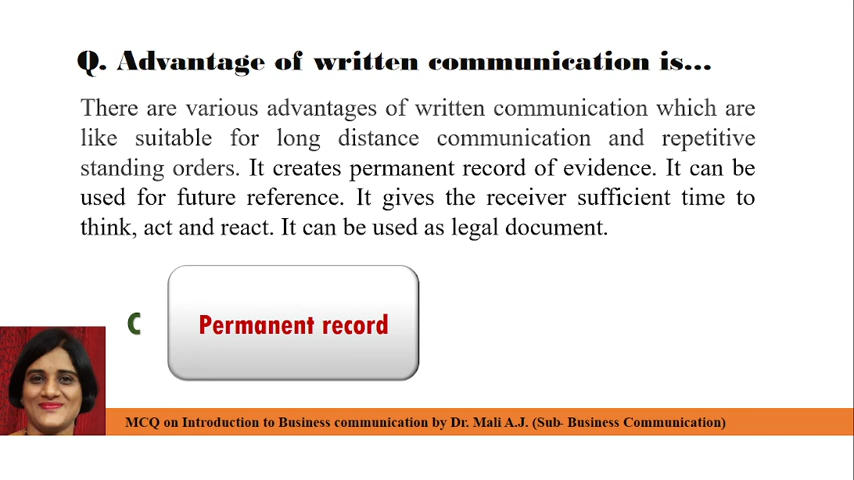 Q. Advantage of written communication is...
There are various advantages of written communication which are
like suitable for long distance communication and repetitive
standing orders. It creates permanent record of evidence. It can be
used for future reference. It gives the receiver sufficient time to
think, act and react. It can be used as legal document.
C
Permanent record
MCQ on Introduction to Business communication by Dr. Mali A.J. (Sub- Business Communication)